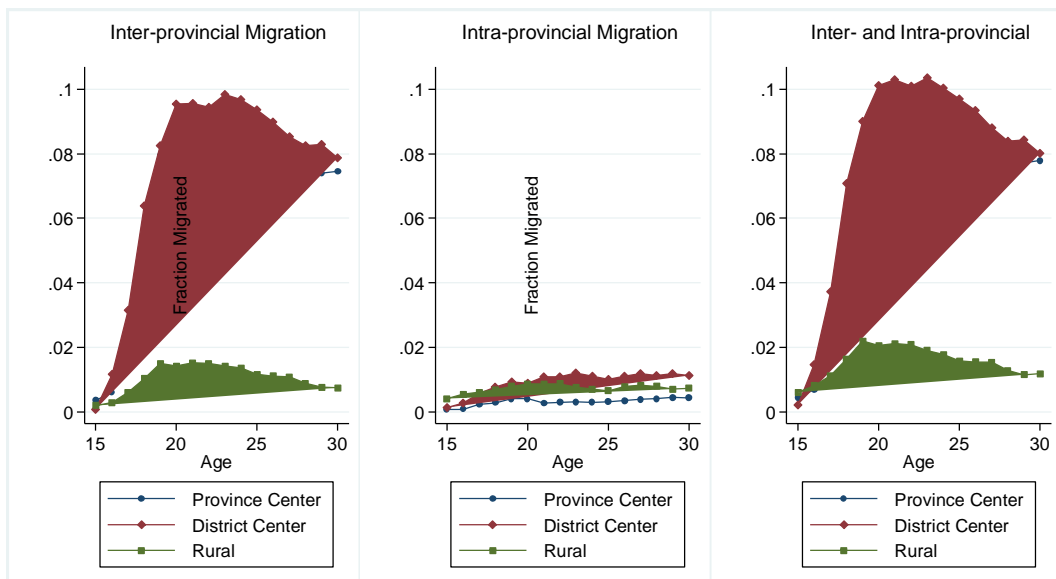 Inter-provincial Migration
.1
.08
.06
.04
.02
0
Fraction Migrated
15 20 25 30
Age
Province Center
District Center
Rural
Intra-provincial Migration
.1
.08
.06
.04
.02
0
Fraction Migrated
15 20 25 30
Age
Province Center
District Center
Rural
Inter- and Intra-provincial
.1
.08
.06
.04
.02
0
15 20 25 30
Age
Province Center
District Center
Rural